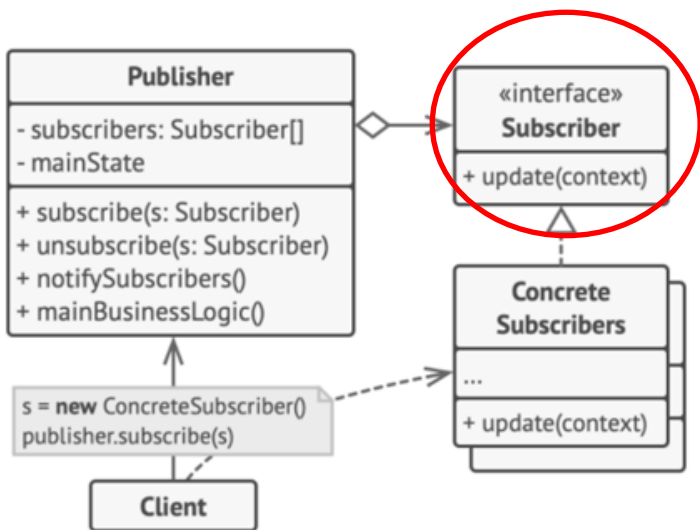 Publisher
- subscribers: Subscriber[]
- mainState
+ subscribe(s: Subscriber)
+ unsubscribe(s: Subscriber)
+ notifySubscribers()
+ mainBusinessLogic()
«interface»
Subscriber
+ update(context)
Concrete
Subscribers
...
+ update(context)
s = new ConcreteSubscriber()
publisher.subscribe(s)
Client